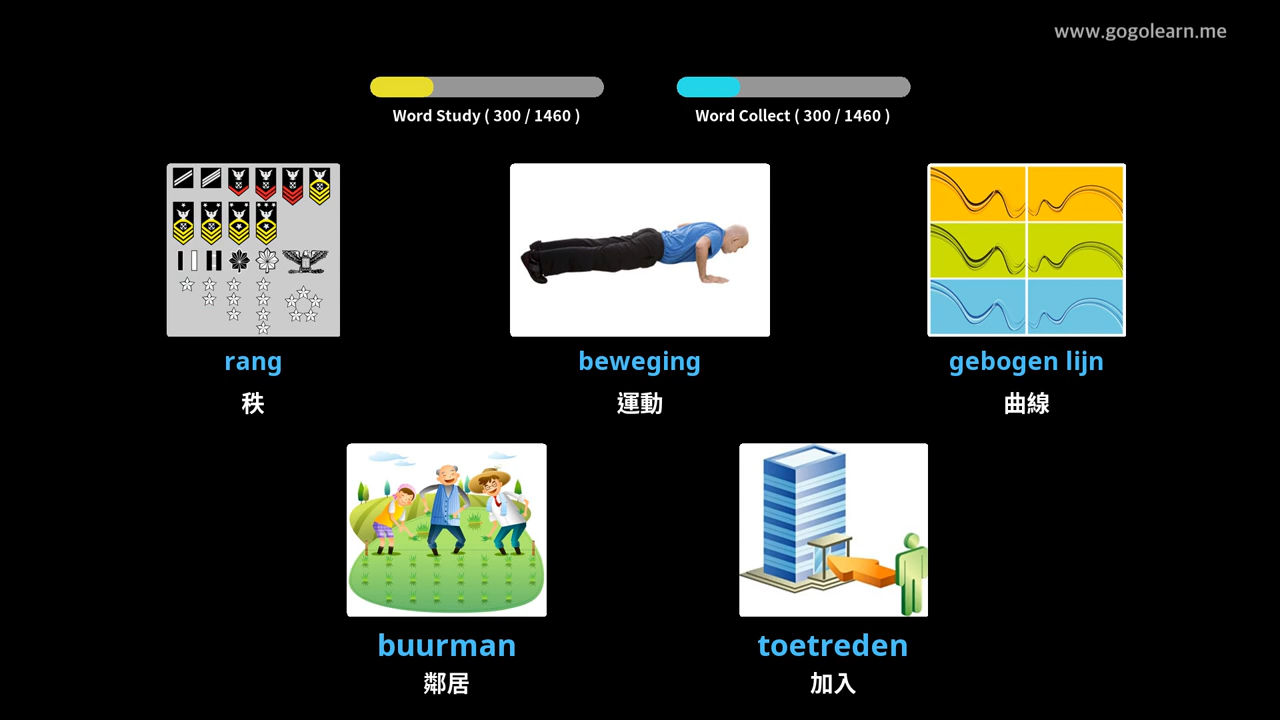 www.gogolearn.me
Word Study ( 300 / 1460 )
Word Collect ( 300 / 1460 )
rang
秩
beweging
運動
gebogen lijn
曲線
buurman
鄰居
toetreden
加入